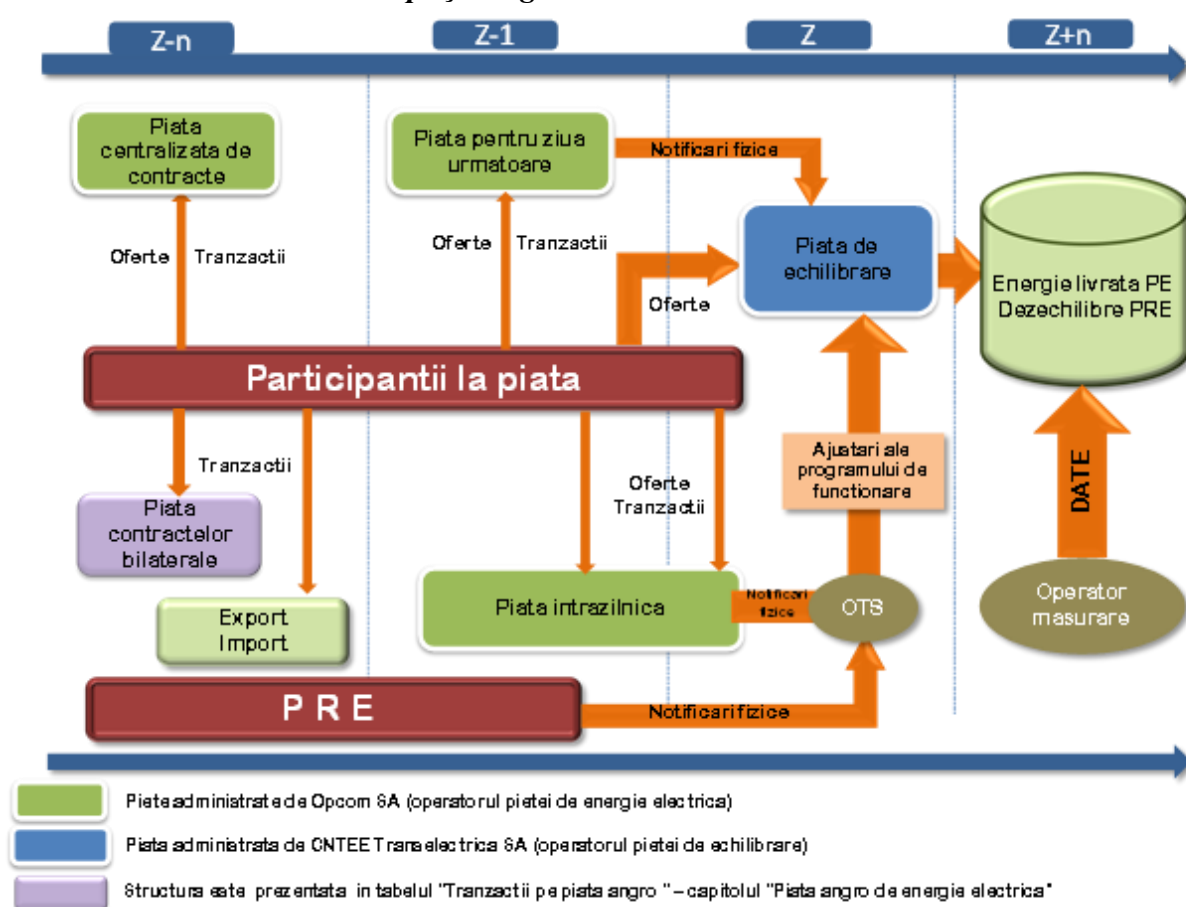 Z-n
Z-1
Z
Z+n
Piata
centralizata de
contracte
Piata pentru ziua
urmatoare
Notificari fizice
Oferte
Tranzactii
Oferte
Tranzactii
Piata de
echilibrare
Energie livrata PE
Dezechilibre PRE
Oferte
Participantii la piata
Tranzactii
Oferte
Tranzactii
Ajustari ale
programului de
functionare
DATE
Piata
contractelor
bilaterale
Export
Import
Piata intrazilnica
Notificari
fizice
OTS
Operator
masurare
P R E
Notificari fizice
Piete administrate de Opcom SA (operatorul pietei de energie electrica)
Piata administrata de CNTEE Transelectrica SA (operatorul pietei de echilibrare)
Structura este prezentata in tabelul "Tranzactii pe piata angro " – capitolul "Piata angro de energie electrica"